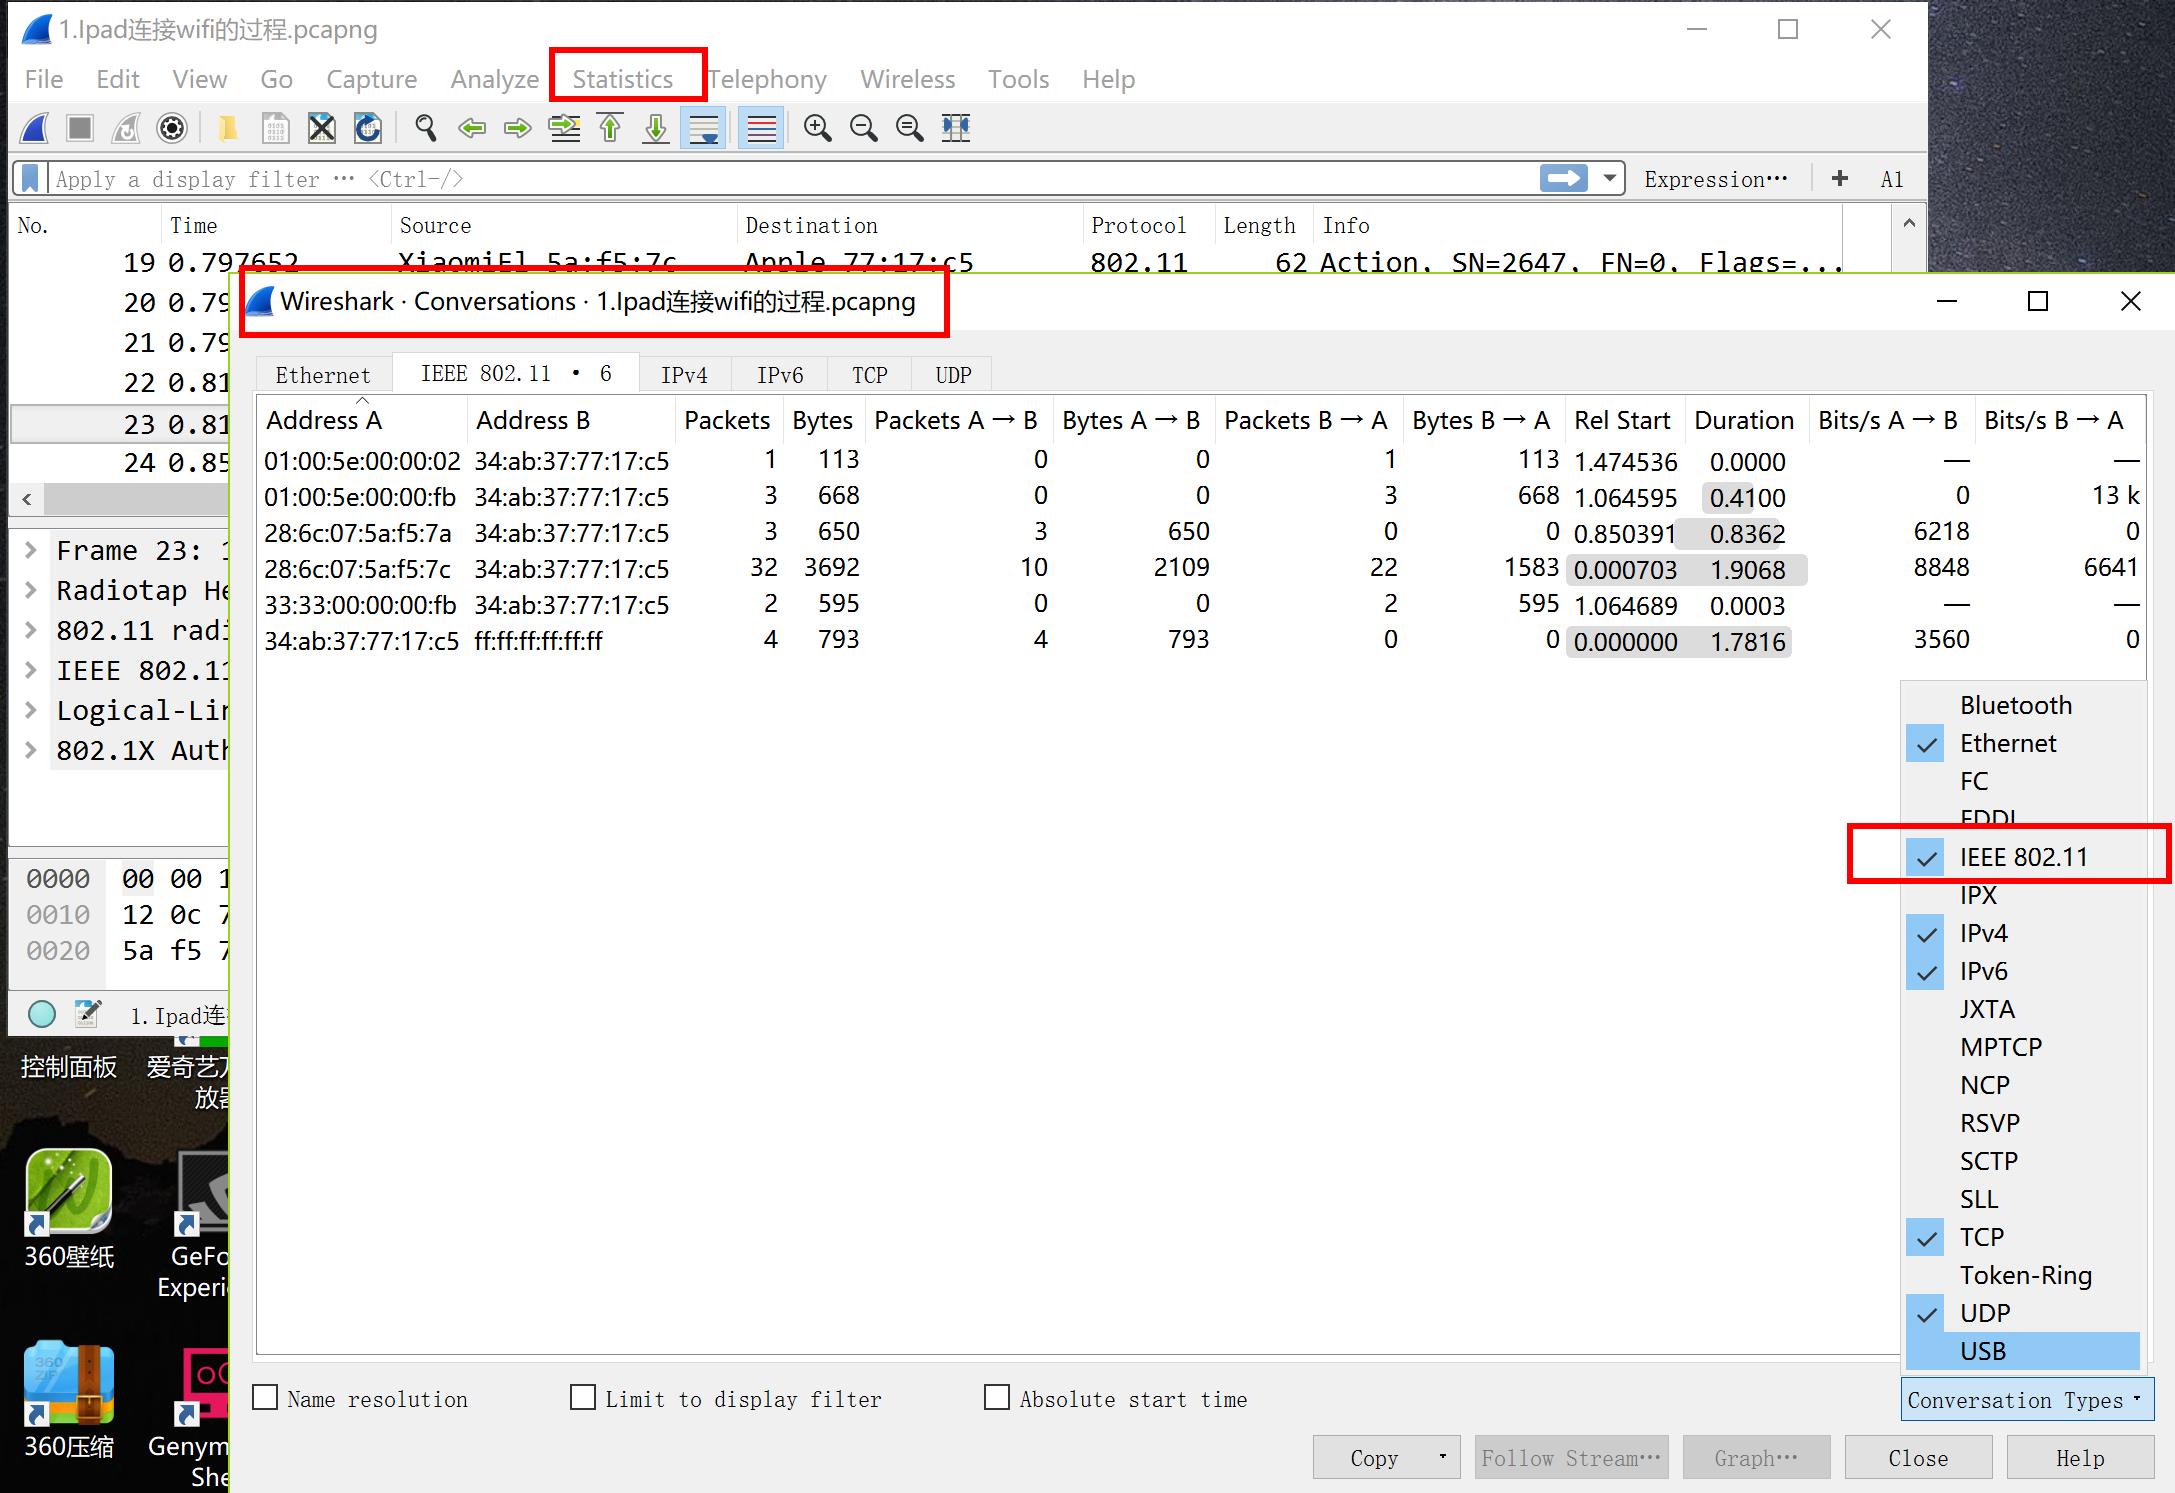 1.Ipad连接wifi的过程.pcapng
File Edit View Go Capture Analyze Statistics Telephony Wireless Tools Help
Apply a display filter ··· <Ctrl-/> Expression··· + Al
No. Time Source Destination Protocol Length Info
19 0.797652 XiaomiEl_5a:f5:7c Apple_77:17:c5 802.11 62 Action, SN=2647, FN=0, Flags=...
20 0.79
21 0.79
22 0.81
23 0.81
24 0.85
Frame 23: 1
Radiotap He
802.11 radi
IEEE 802.11
Logical-Lin
802.1X Auth
0000 00 00 1
0010 12 0c 7
0020 5a f5 7
1.Ipad连
Wireshark · Conversations · 1.Ipad连接wifi的过程.pcapng
Ethernet IEEE 802.11 · 6 IPv4 IPv6 TCP UDP
Address A Address B Packets Bytes Packets A → B Bytes A → B Packets B → A Bytes B → A Rel Start Duration Bits/s A → B Bits/s B → A
01:00:5e:00:00:02 34:ab:37:77:17:c5 1 113 0 0 1 113 1.474536 0.0000 — —
01:00:5e:00:00:fb 34:ab:37:77:17:c5 3 668 0 0 3 668 1.064595 0.4100 0 13 k
28:6c:07:5a:f5:7a 34:ab:37:77:17:c5 3 650 3 650 0 0 0.850391 0.8362 6218 0
28:6c:07:5a:f5:7c 34:ab:37:77:17:c5 32 3692 10 2109 22 1583 0.000703 1.9068 8848 6641
33:33:00:00:00:fb 34:ab:37:77:17:c5 2 595 0 0 2 595 1.064689 0.0003 — —
34:ab:37:77:17:c5 ff:ff:ff:ff:ff:ff 4 793 4 793 0 0 0.000000 1.7816 3560 0
Bluetooth
Ethernet
FC
FDDI
IEEE 802.11
IPX
IPv4
IPv6
JXTA
MPTCP
NCP
RSVP
SCTP
SLL
TCP
Token-Ring
UDP
USB
Name resolution Limit to display filter Absolute start time Conversation Types
Copy Follow Stream··· Graph··· Close Help
控制面板
爱奇艺万
放器
360壁纸
GeFo
Experi
360
ZIP
360压缩
Genym
She